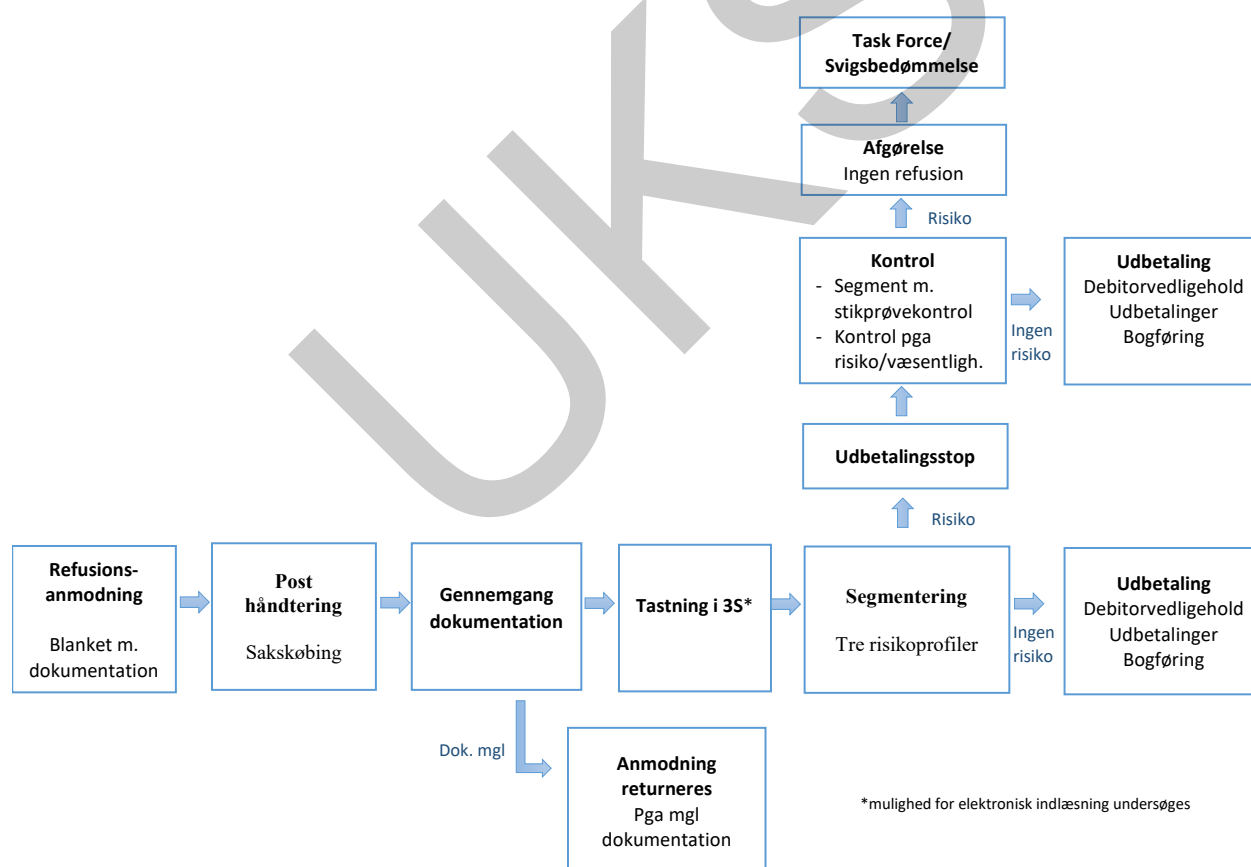 Task Force/
Svigsbedømmelse
Afgørelse
Ingen refusion
Risiko
Kontrol
- Segment m.
stikprøvekontrol
- Kontrol pga
risiko/væsentligh.
Ingen
risiko
Udbetaling
Debitorvedligehold
Udbetalinger
Bogføring
Udbetalingsstop
Risiko
Refusions-
anmodning
Blanket m.
dokumentation
Post
håndtering
Sakskøbing
Gennemgang
dokumentation
Tastning i 3S*
Segmentering
Tre risikoprofiler
Ingen
risiko
Udbetaling
Debitorvedligehold
Udbetalinger
Bogføring
Dok. mgl
Anmodning
returneres
Pga mgl
dokumentation
*mulighed for elektronisk indlæsning undersøges
UKS